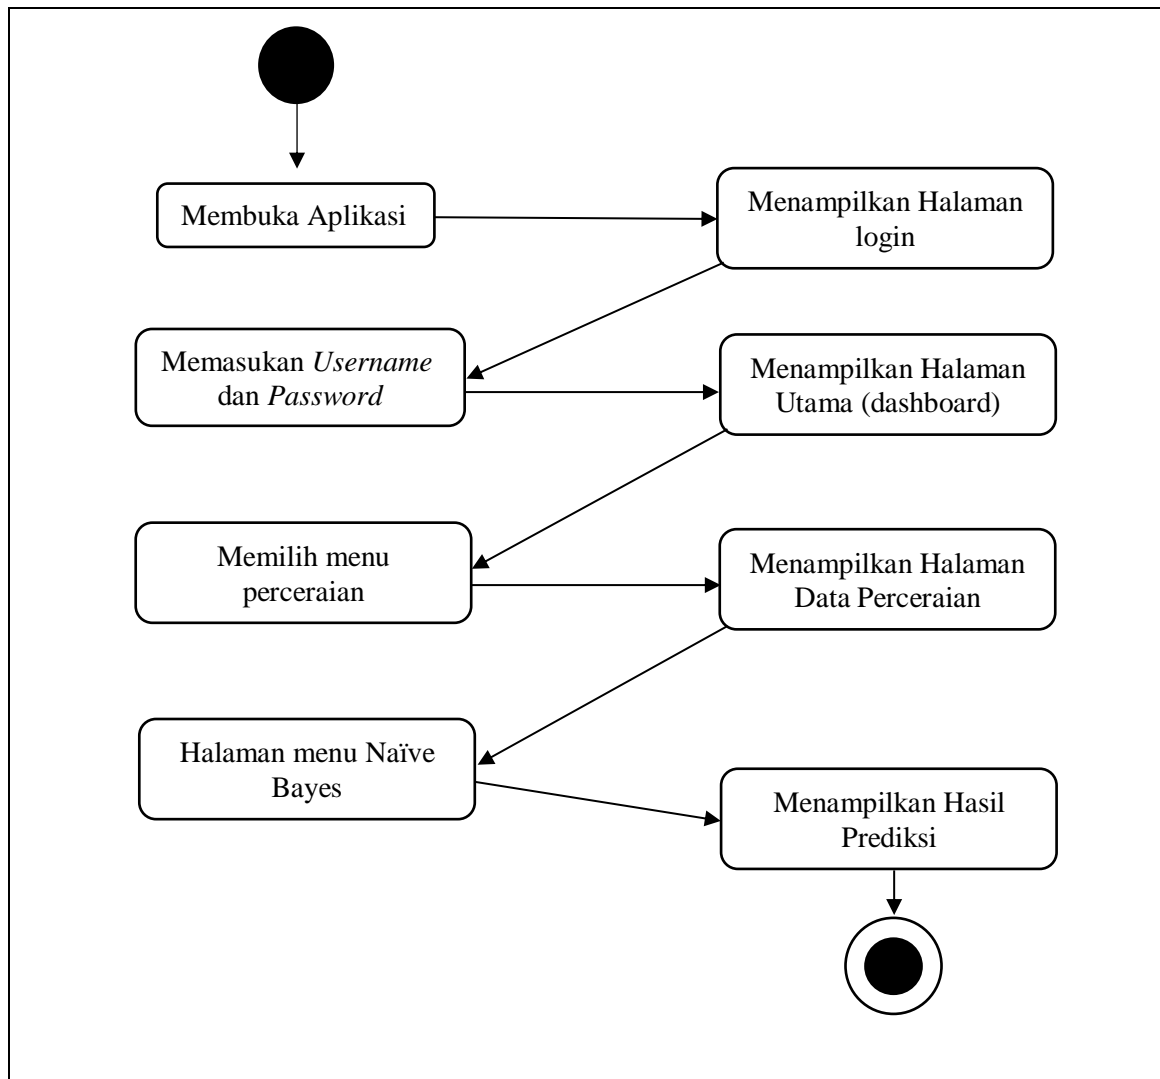 Membuka Aplikasi
Menampilkan Halaman
login
Memasukan Username
dan Password
Menampilkan Halaman
Utama (dashboard)
Memilih menu
perceraian
Menampilkan Halaman
Data Perceraian
Halaman menu Naïve
Bayes
Menampilkan Hasil
Prediksi